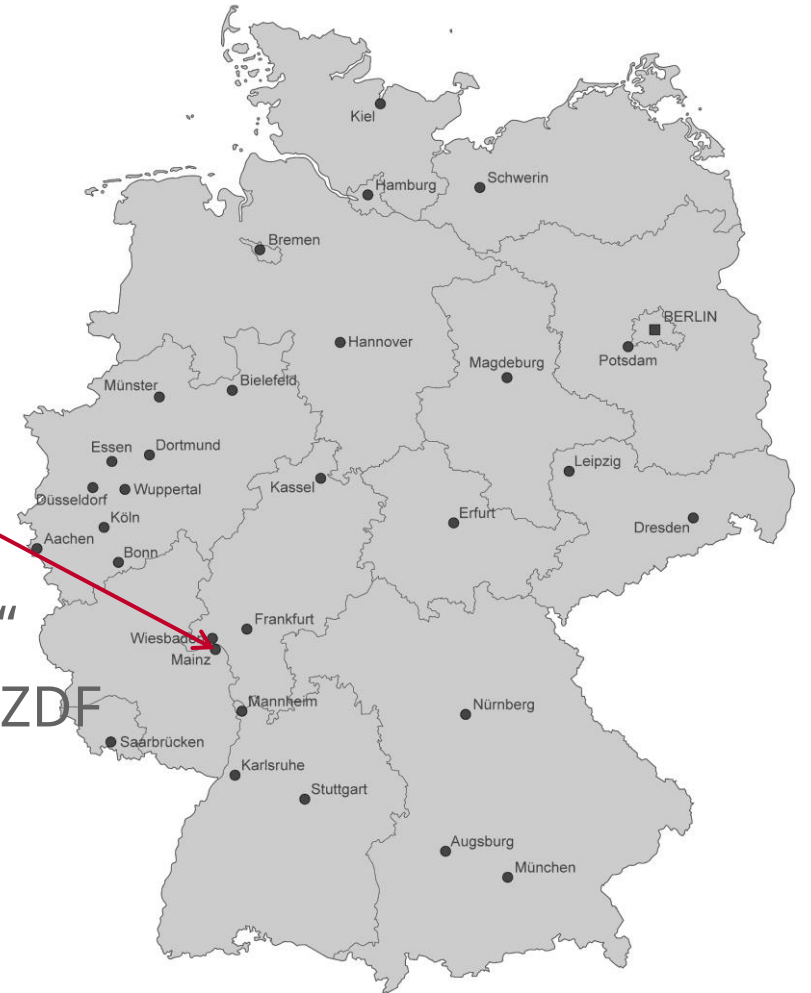 Kiel
Hamburg
Schwerin
Bremen
BERLIN
Hannover
Potsdam
Magdeburg
Münster
Bielefeld
Essen
Dortmund
Leipzig
Kassel
Düsseldorf
Wuppertal
Köln
Erfurt
Dresden
Aachen
Bonn
“
Frankfurt
Wiesbaden
Mainz
ZDF
Mannheim
Nürnberg
Saarbrücken
Karlsruhe
Stuttgart
Augsburg
München